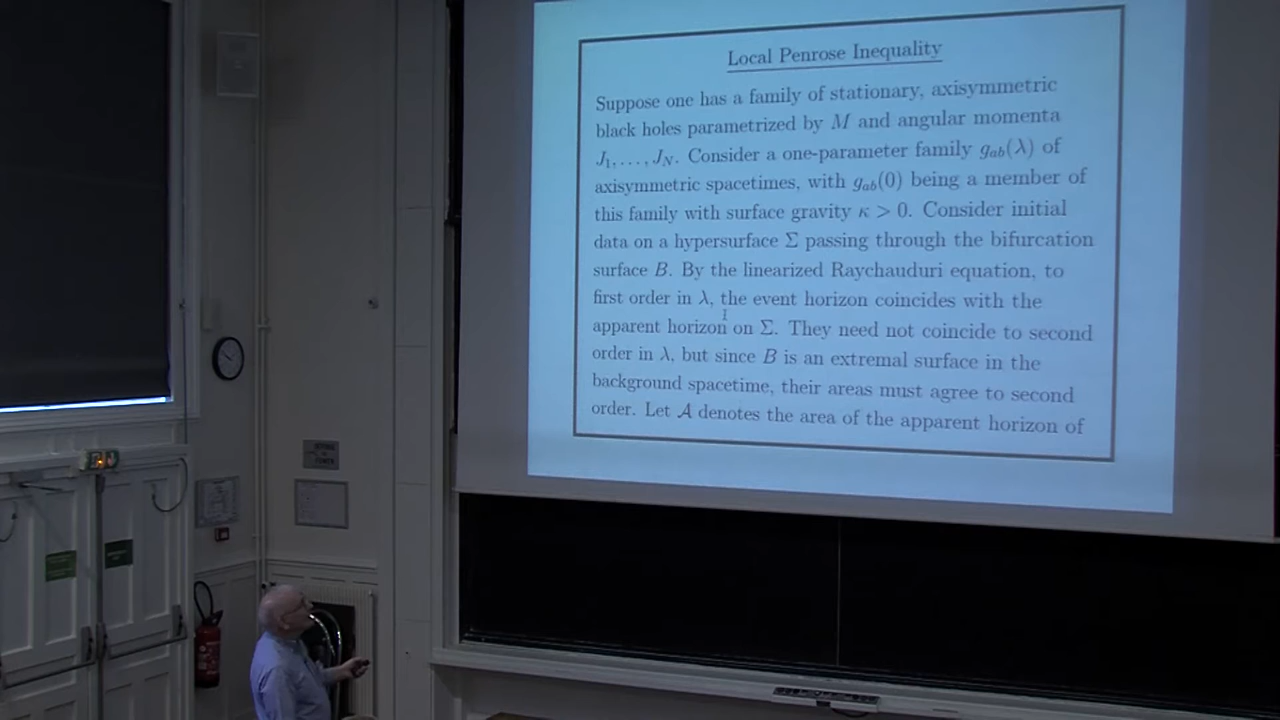 Local Penrose Inequality
Suppose one has a family of stationary, axisymmetric
black holes parametrized by M and angular momenta
J₁, . . . , J_N. Consider a one-parameter family g_ab(λ) of
axisymmetric spacetimes, with g_ab(0) being a member of
this family with surface gravity κ > 0. Consider initial
data on a hypersurface Σ passing through the bifurcation
surface B. By the linearized Raychauduri equation, to
first order in λ, the event horizon coincides with the
apparent horizon on Σ. They need not coincide to second
order in λ, but since B is an extremal surface in the
background spacetime, their areas must agree to second
order. Let 𝒜 denotes the area of the apparent horizon of